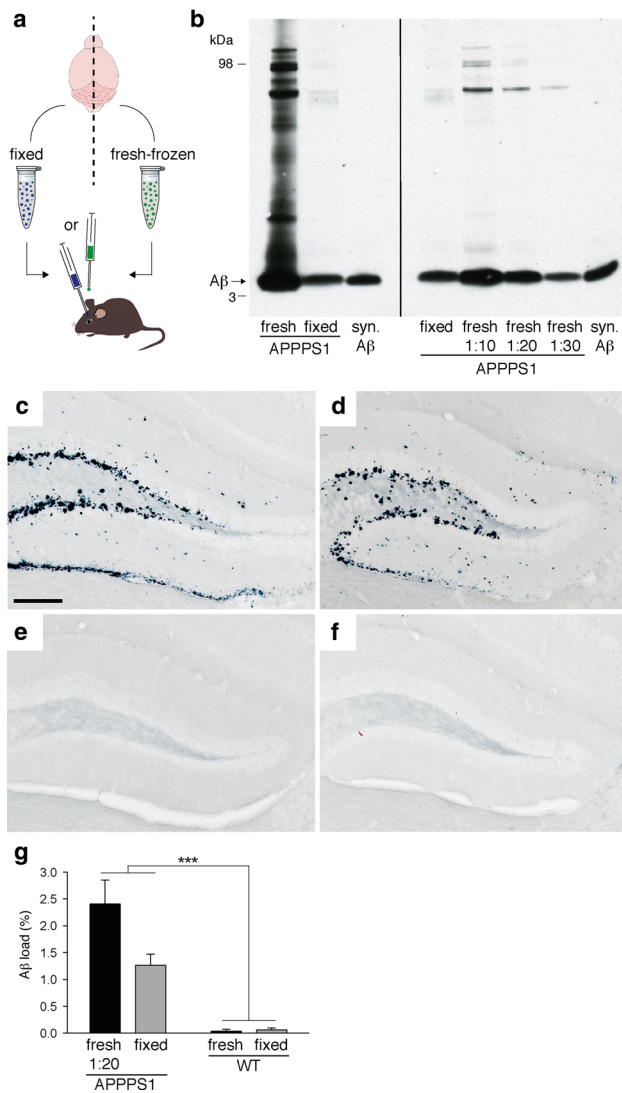 a
fixed
fresh-frozen
or
b
kDa
98
Aβ
3
fresh fixed syn. Aβ
APPPS1
fixed fresh 1:10 fresh 1:20 fresh 1:30 syn. Aβ
APPPS1
c
d
e
f
g
***
Aβ load (%)
3.0
2.5
2.0
1.5
1.0
0.5
0.0
fresh fixed fresh fixed
1:20
APPPS1
WT